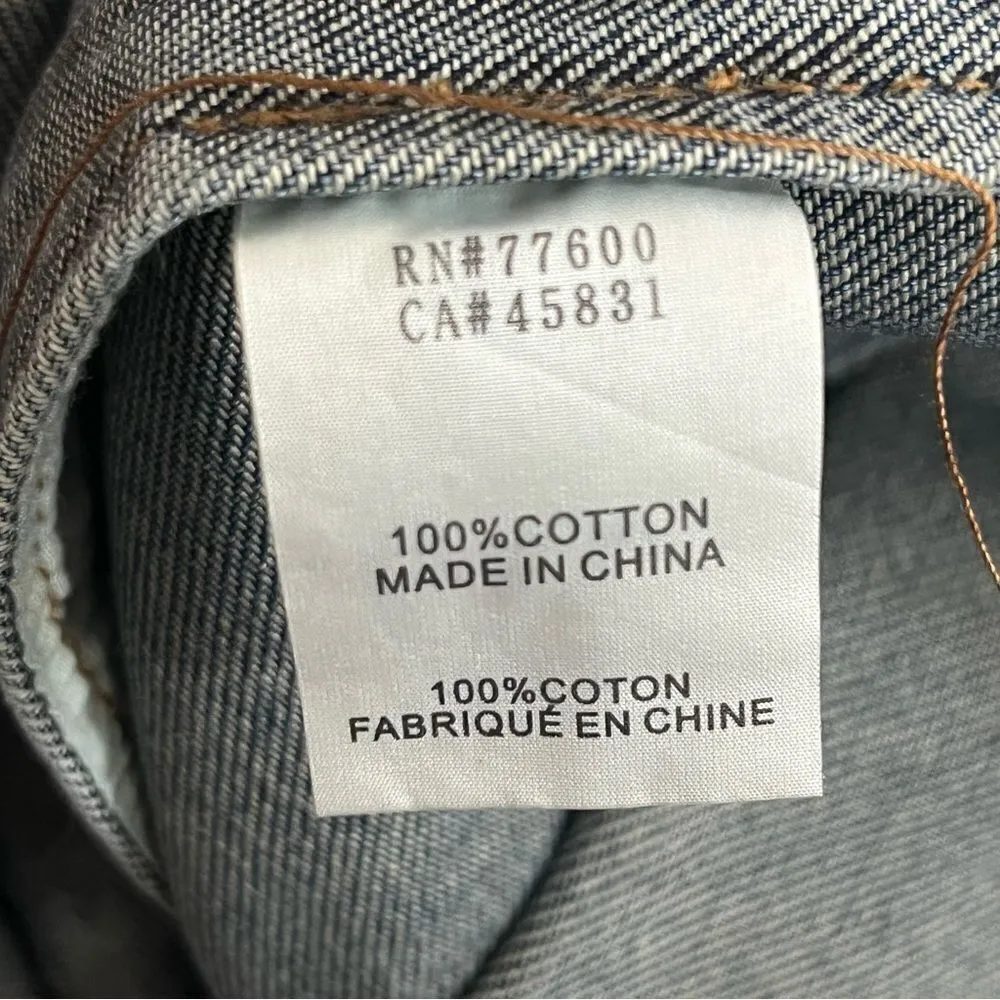 RN#77600
CA#45831
100%COTTON
MADE IN CHINA
100%COTON
FABRIQUÉ EN CHINE